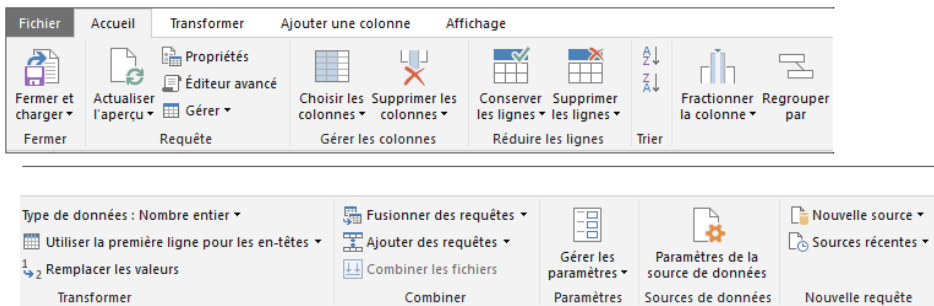 Fichier Accueil Transformer Ajouter une colonne Affichage
Fermer et
charger
Fermer
Actualiser
l'aperçu
Propriétés
Éditeur avancé
Gérer
Requête
Choisir les
colonnes
Supprimer les
colonnes
Gérer les colonnes
Conserver
les lignes
Supprimer
les lignes
Réduire les lignes
A
Z
Z
A
Trier
Fractionner
la colonne
Regrouper
par
Type de données : Nombre entier
Utiliser la première ligne pour les en-têtes
1
2 Remplacer les valeurs
Transformer
Fusionner des requêtes
Ajouter des requêtes
Combiner les fichiers
Combiner
Gérer les
paramètres
Paramètres
Paramètres de la
source de données
Sources de données
Nouvelle source
Sources récentes
Nouvelle requête